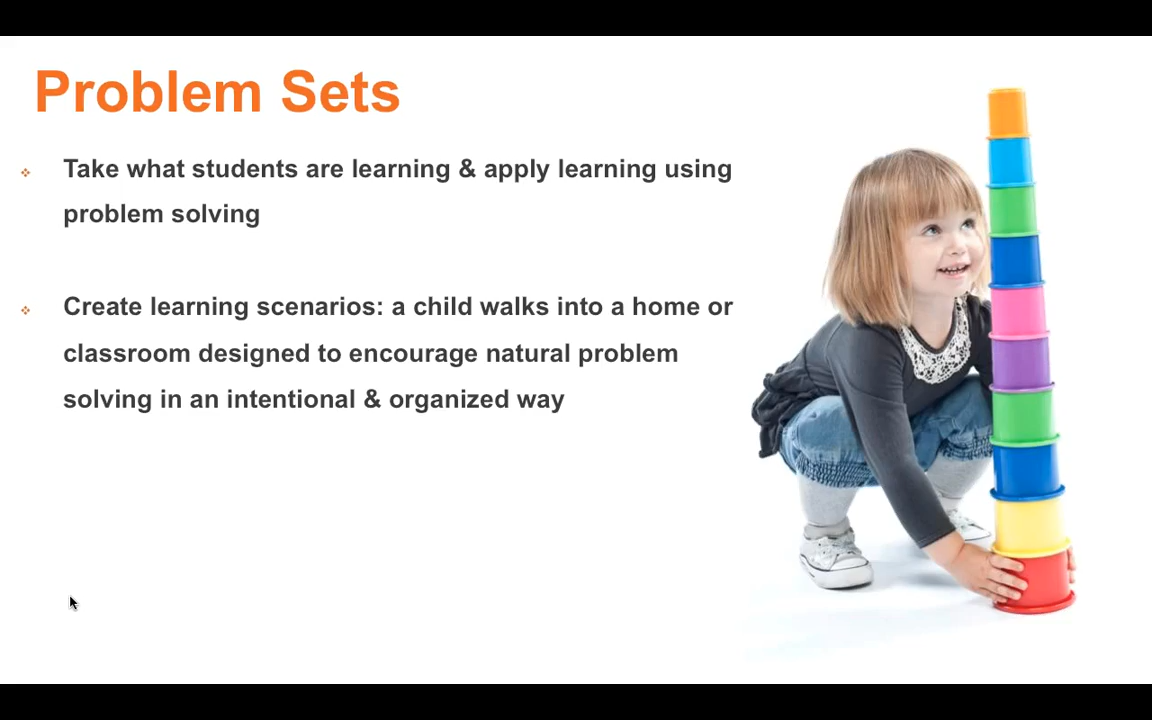 Problem Sets
Take what students are learning & apply learning using
problem solving
Create learning scenarios: a child walks into a home or
classroom designed to encourage natural problem
solving in an intentional & organized way